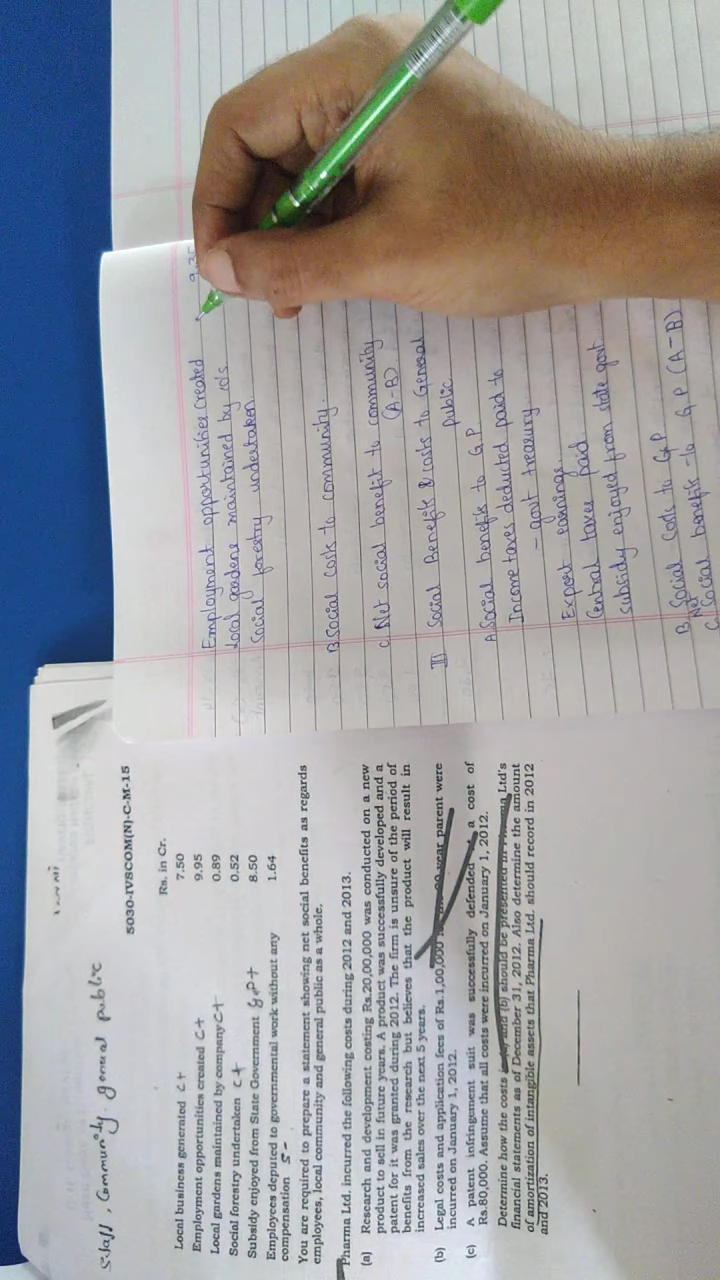 Staff, Community general public
5030-IVSCOM(N)-C-M-15
Rs. in Cr.
Local business generated C+ 7.50
Employment opportunities created C+ 9.95
Local gardens maintained by company C+ 0.89
Social forestry undertaken C+ 0.52
Subsidy enjoyed from State Government G.P+ 8.50
Employees deputed to governmental work without any
compensation S- 1.64
You are required to prepare a statement showing net social benefits as regards
employees, local community and general public as a whole.
Pharma Ltd. incurred the following costs during 2012 and 2013.
(a) Research and development costing Rs.20,00,000 was conducted on a new
product to sell in future years. A product was successfully developed and a
patent for it was granted during 2012. The firm is unsure of the period of
benefits from the research but believes that the product will result in
increased sales over the next 5 years.
(b) Legal costs and application fees of Rs.1,00,000 year parent were
incurred on January 1, 2012.
(c) A patent infringement suit was successfully defended a cost of
Rs.80,000. Assume that all costs were incurred on January 1, 2012.
Determine how the costs and (b) should be presented Ltd's
financial statements as of December 31, 2012. Also determine the amount
of amortization of intangible assets that Pharma Ltd. should record in 2012
and 2013.
Employment opportunities created
Local gardene maintained by
Social forestry undertaken
B. Social costs to community.
C. Net social benefit to community
(A-B)
II) Social Benefits & costs to General
public
A. Social benefits to G.P
Income taxes deducted paid to
- govt treasury
Export earnings
Central taxes paid
subsidy enjoyed from state govt
B. Social Costs to G.P
Net
C. Social benefits to G.P (A-B)